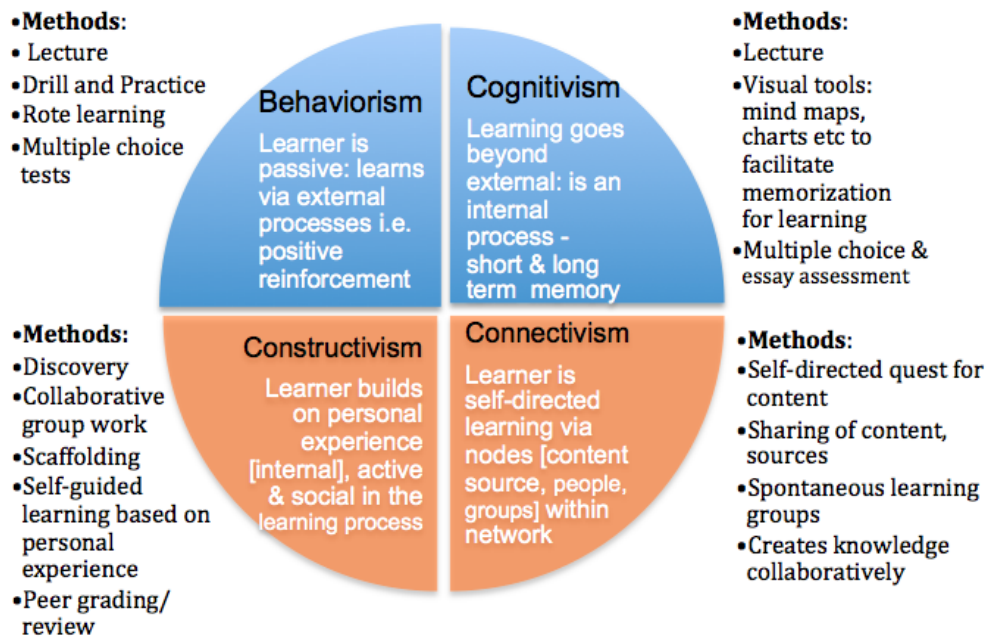 •Methods:
• Lecture
•Drill and Practice
•Rote learning
•Multiple choice
tests
Behaviorism
Learner is
passive: learns
via external
processes i.e.
positive
reinforcement
Cognitivism
Learning goes
beyond
external: is an
internal
process -
short & long
term memory
•Methods:
•Lecture
•Visual tools:
mind maps,
charts etc to
facilitate
memorization
for learning
•Multiple choice &
essay assessment
•Methods:
•Discovery
•Collaborative
group work
•Scaffolding
•Self-guided
learning based on
personal
experience
•Peer grading/
review
Constructivism
Learner builds
on personal
experience
[internal], active
& social in the
learning process
Connectivism
Learner is
self-directed
learning via
nodes [content
source, people,
groups] within
network
•Methods:
•Self-directed quest for
content
•Sharing of content,
sources
•Spontaneous learning
groups
•Creates knowledge
collaboratively